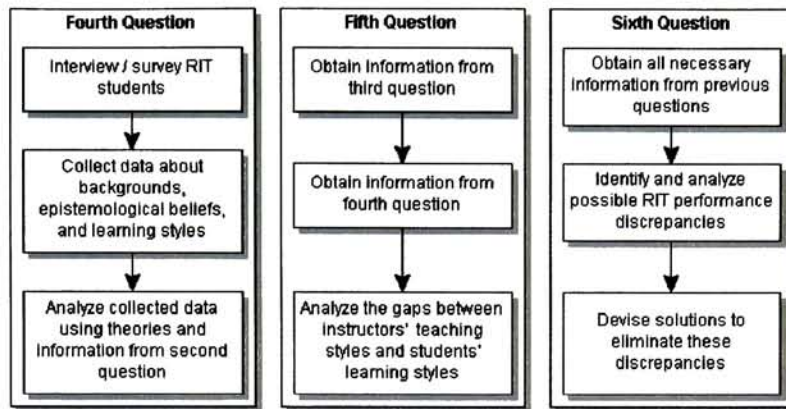 Fourth Question
Interview / survey RIT
students
Collect data about
backgrounds,
epistemological beliefs,
and learning styles
Analyze collected data
using theories and
information from second
question
Fifth Question
Obtain information from
third question
Obtain information from
fourth question
Analyze the gaps between
instructors' teaching
styles and students'
learning styles
Sixth Question
Obtain all necessary
information from previous
questions
Identify and analyze
possible RIT performance
discrepancies
Devise solutions to
eliminate these
discrepancies